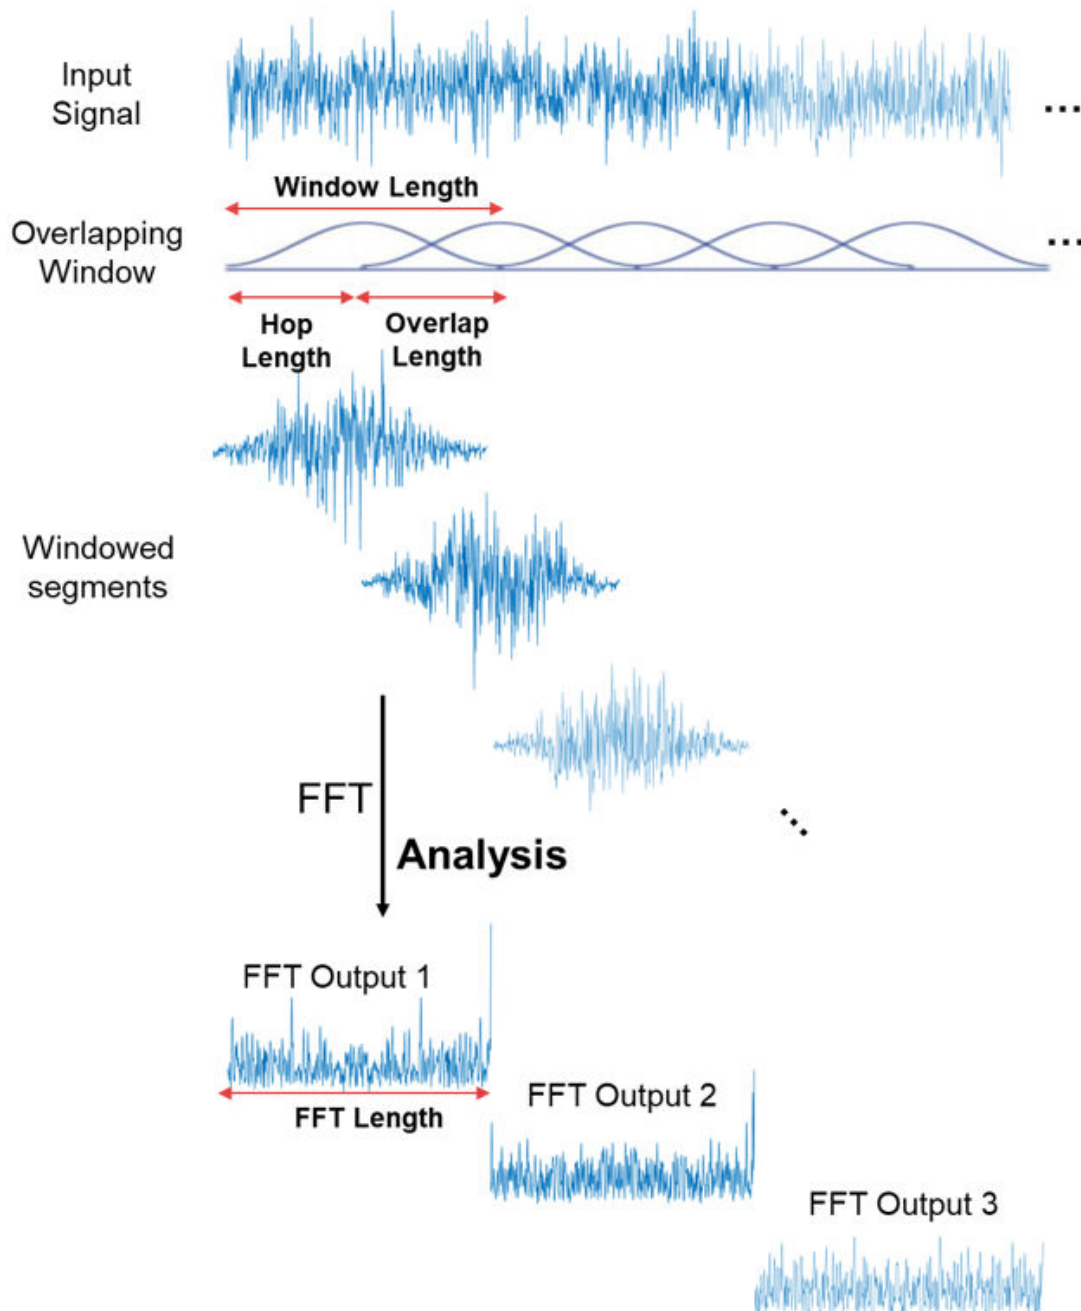 Input
Signal
...
Window Length
Overlapping
Window
...
Hop
Length
Overlap
Length
Windowed
segments
FFT
...
Analysis
FFT Output 1
FFT Length
FFT Output 2
FFT Output 3